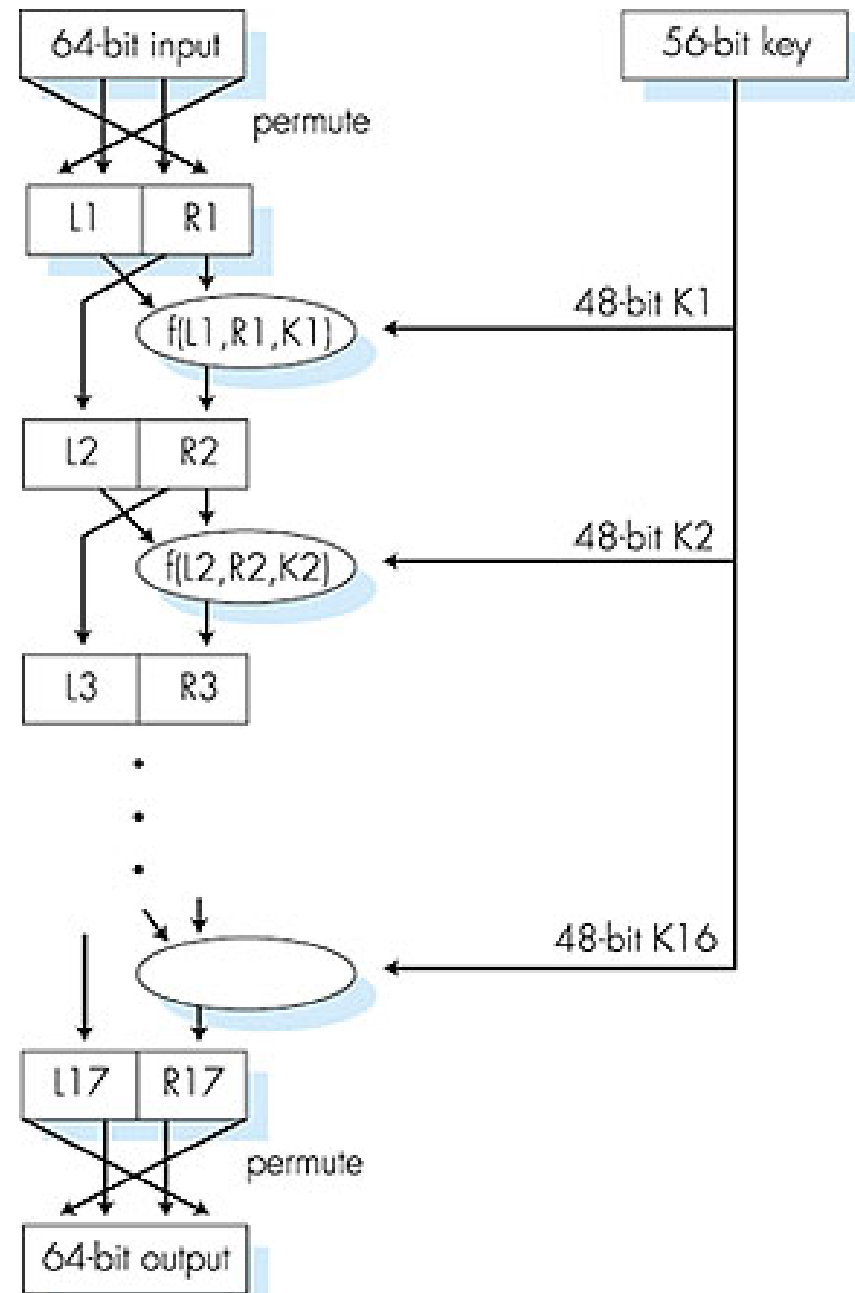 64-bit input
56-bit key
permute
L1 R1
48-bit K1
f(L1,R1,K1)
L2 R2
48-bit K2
f(L2,R2,K2)
L3 R3
48-bit K16
L17 R17
permute
64-bit output